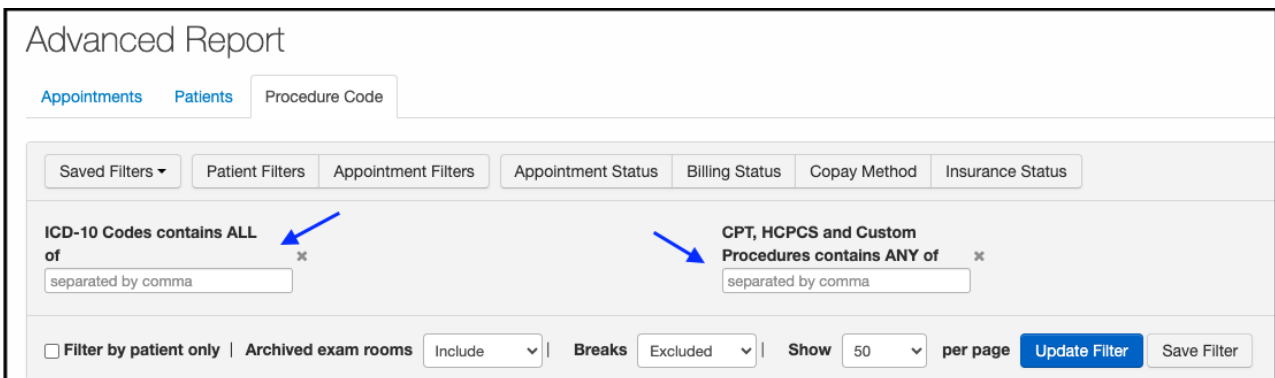 Advanced Report
Appointments Patients Procedure Code
Saved Filters Patient Filters Appointment Filters Appointment Status Billing Status Copay Method Insurance Status
ICD-10 Codes contains ALL
of
separated by comma
CPT, HCPCS and Custom
Procedures contains ANY of
separated by comma
Filter by patient only | Archived exam rooms Include | Breaks Excluded | Show 50 per page Update Filter Save Filter